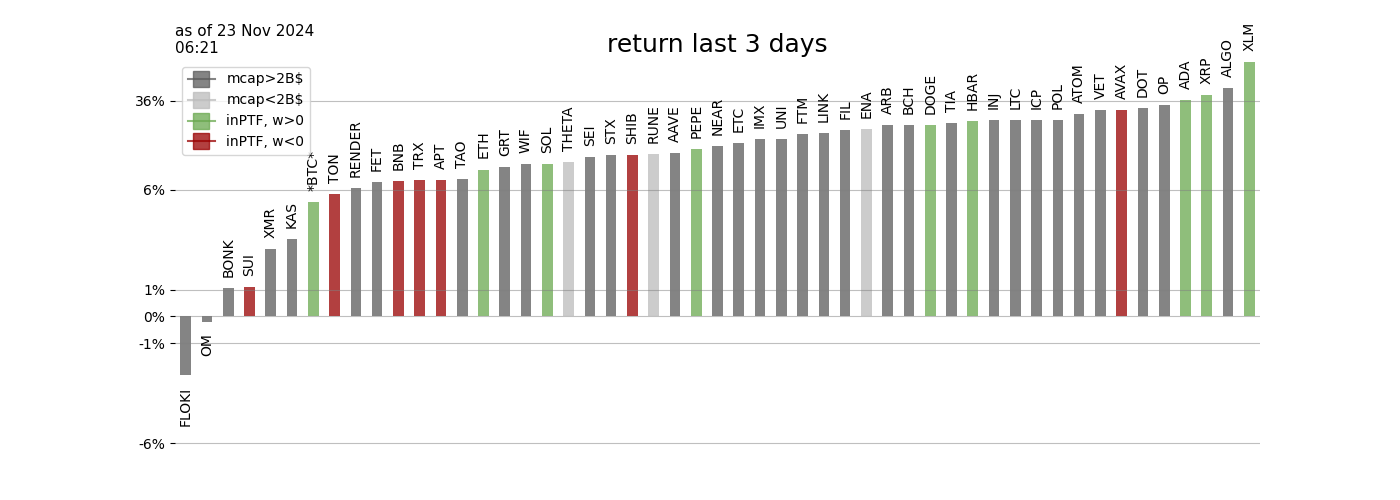 as of 23 Nov 2024
06:21
return last 3 days
mcap>2B$
mcap<2B$
inPTF, w>0
inPTF, w<0
36%
6%
1%
0%
-1%
-6%
FLOKI
OM
BONK
SUI
XMR
KAS
*BTC*
TON
RENDER
FET
BNB
TRX
APT
TAO
ETH
GRT
WIF
SOL
THETA
SEI
STX
SHIB
RUNE
AAVE
PEPE
NEAR
ETC
IMX
UNI
FTM
LINK
FIL
ENA
ARB
BCH
DOGE
TIA
HBAR
INJ
LTC
ICP
POL
ATOM
VET
AVAX
DOT
OP
ADA
XRP
ALGO
XLM